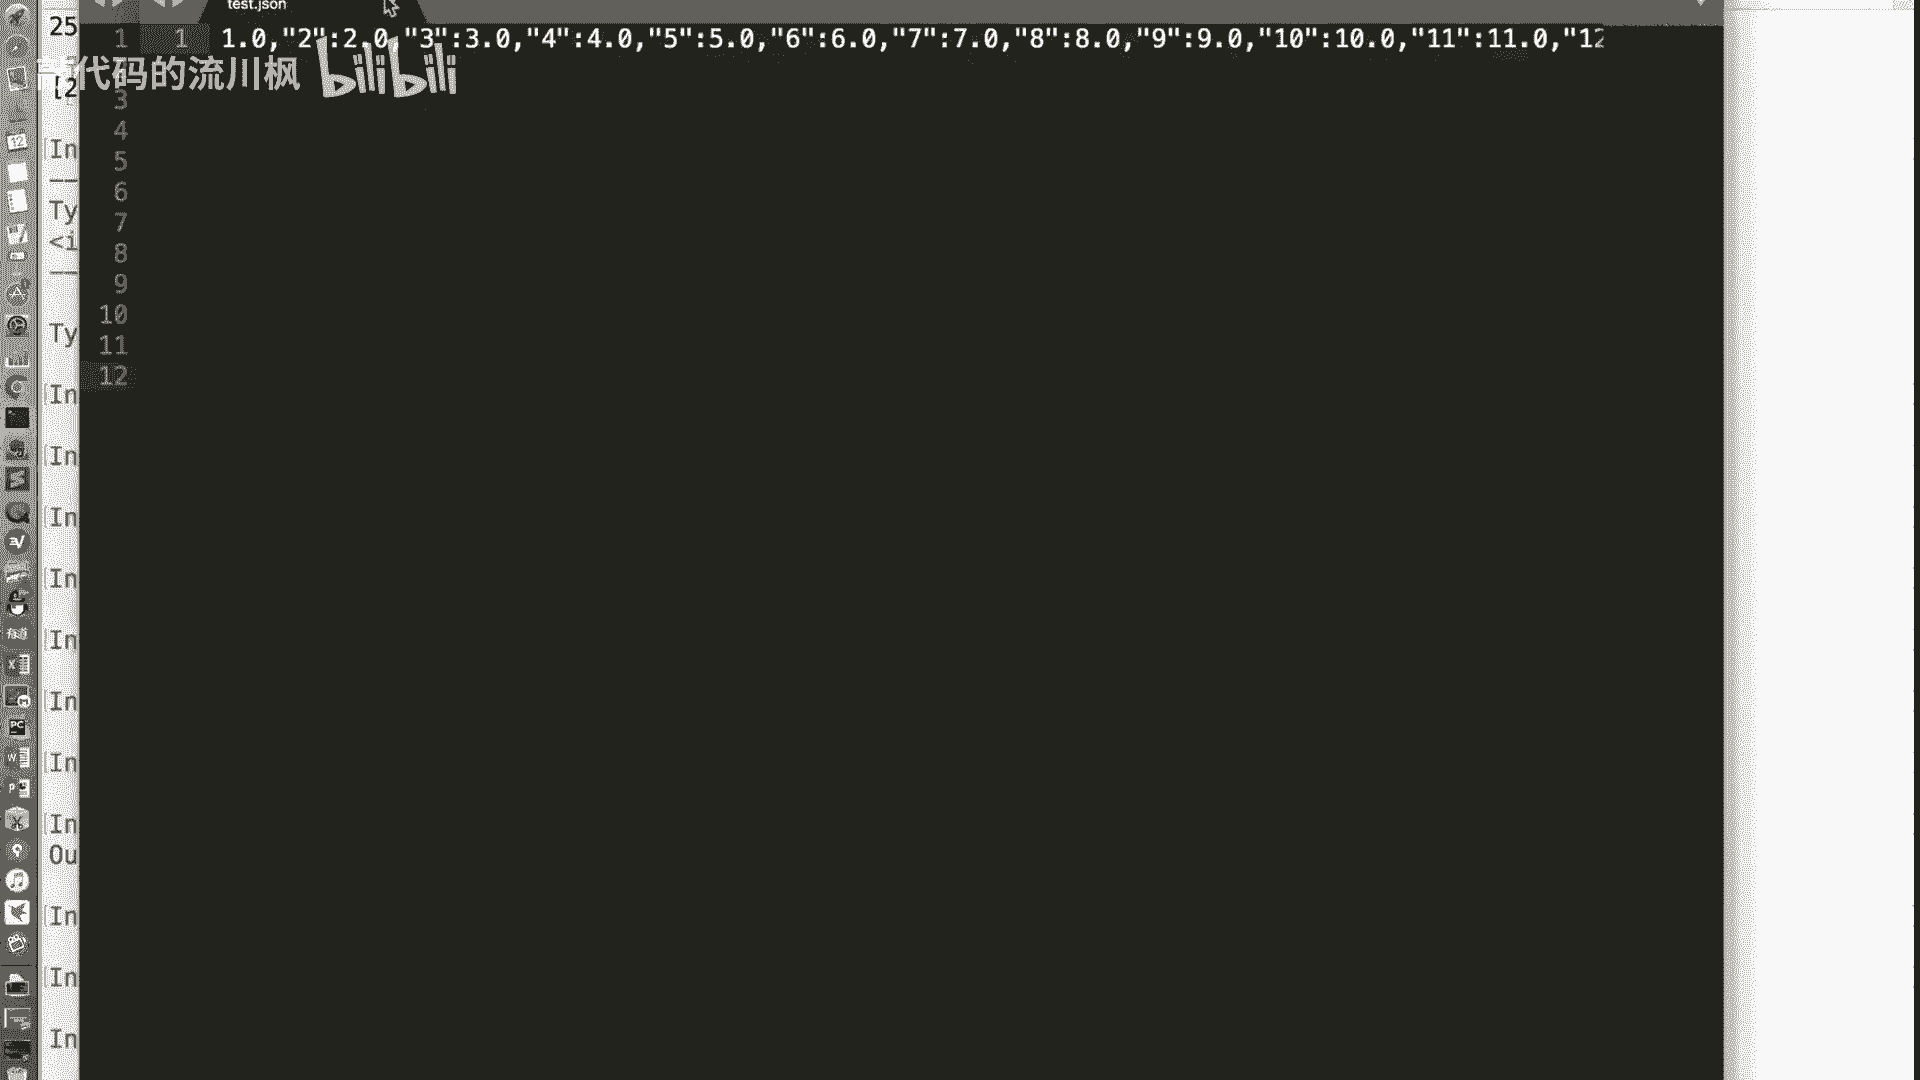 test.json
25
1 1 1.0,"2":2.0,"3":3.0,"4":4.0,"5":5.0,"6":6.0,"7":7.0,"8":8.0,"9":9.0,"10":10.0,"11":11.0,"12
代码的流川枫 bilibili
[2
3
4
[In
5
6
Ty
7
<i
8
9
10
Ty
11
12
[In
[In
[In
[In
有道
[In
[In
PC
[In
[In
Ou
[In
[In
In